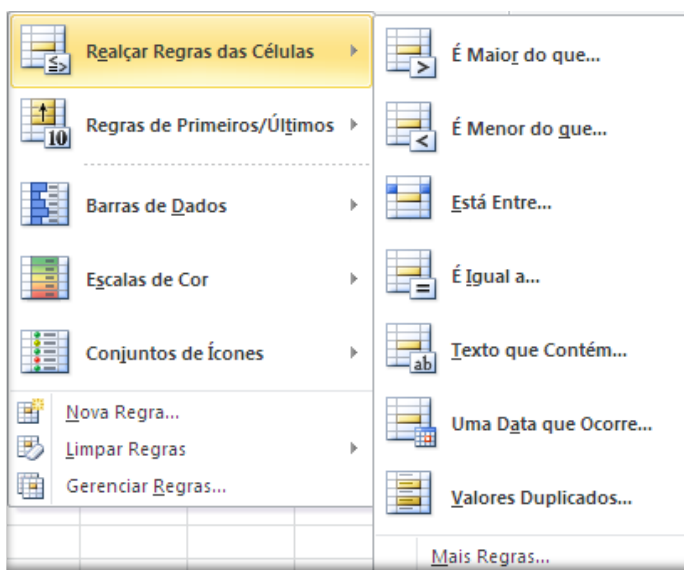 Realçar Regras das Células
Regras de Primeiros/Últimos
10
Barras de Dados
Escalas de Cor
Conjuntos de Ícones
Nova Regra...
Limpar Regras
Gerenciar Regras...
É Maior do que...
É Menor do que...
Está Entre...
É Igual a...
Texto que Contém...
ab
Uma Data que Ocorre...
Valores Duplicados...
Mais Regras...